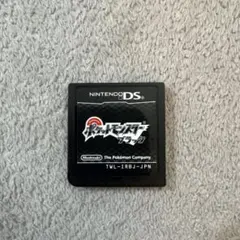 NINTENDO DS
ポケットモンスター
ブラック
Nintendo The Pokémon Company
TWL-IRBJ-JPN